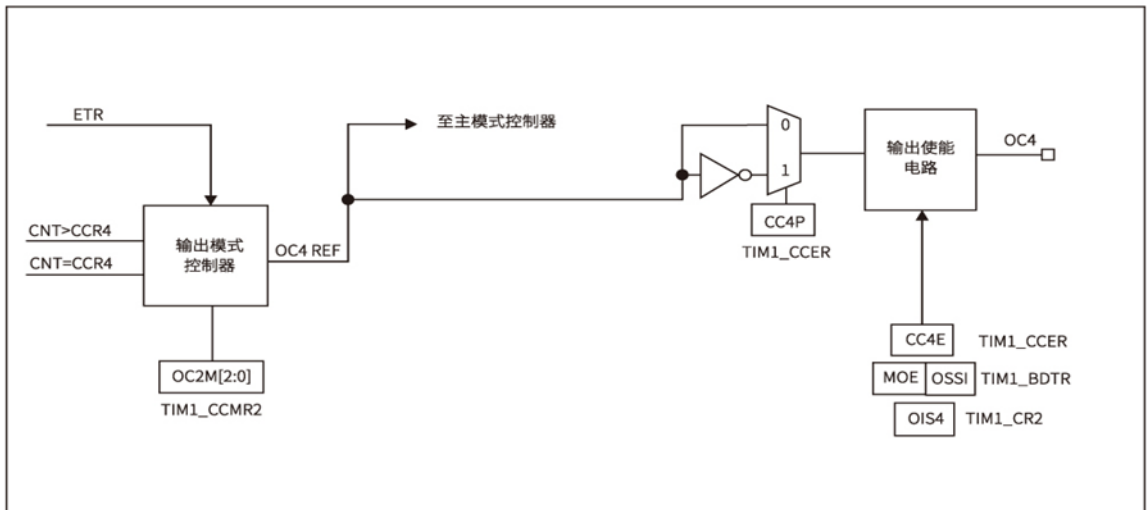 ETR
至主模式控制器
0
1
输出使能
电路
OC4
CNT>CCR4
CNT=CCR4
输出模式
控制器
OC4 REF
CC4P
TIM1_CCER
OC2M[2:0]
TIM1_CCMR2
CC4E TIM1_CCER
MOE OSSI TIM1_BDTR
OIS4 TIM1_CR2